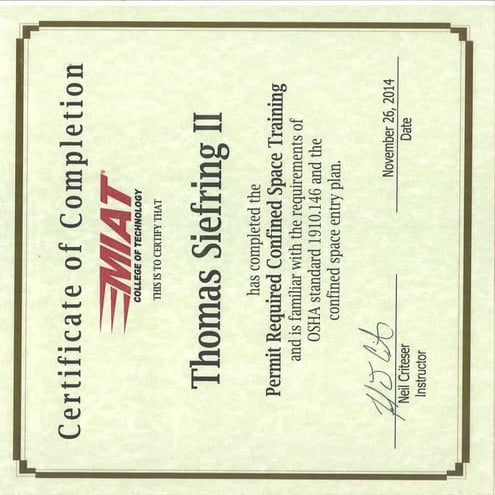 Certificate of Completion
MIAT®
COLLEGE OF TECHNOLOGY
THIS IS TO CERTIFY THAT
Thomas Siefring II
has completed the
Permit Required Confined Space Training
and is familiar with the requirements of
OSHA standard 1910.146 and the
confined space entry plan.
Neil Criteser
Instructor
November 26, 2014
Date